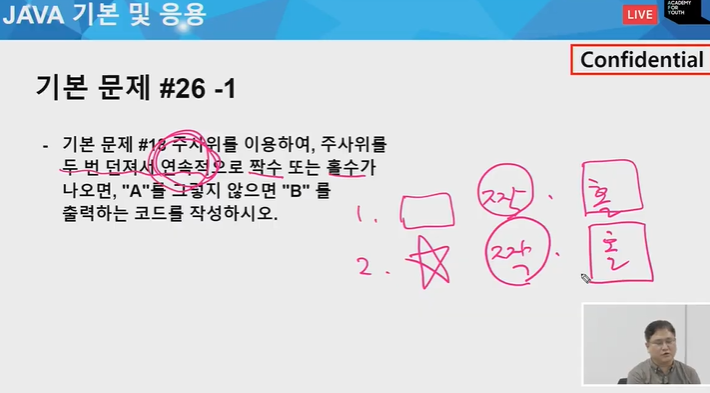 JAVA 기본 및 응용
LIVE
ACADEMY
FOR
YOUTH
Confidential
기본 문제 #26 -1
- 기본 문제 #13 주사위를 이용하여, 주사위를
두 번 던져서 연속적으로 짝수 또는 홀수가
나오면, "A"를 그렇지 않으면 "B" 를
출력하는 코드를 작성하시오.
1. 짝. 홀
2. 짝. 홀